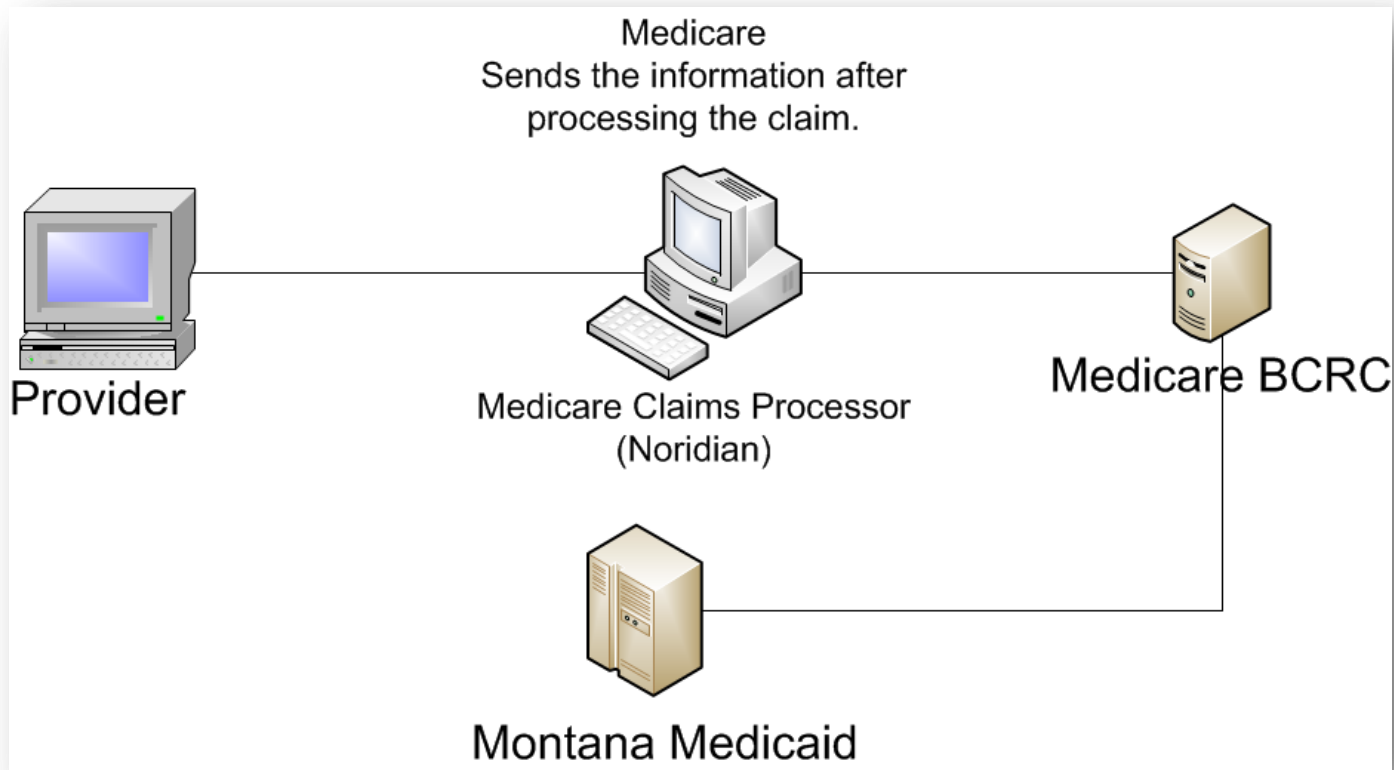 Medicare
Sends the information after
processing the claim.
Provider
Medicare Claims Processor
(Noridian)
Medicare BCRC
Montana Medicaid